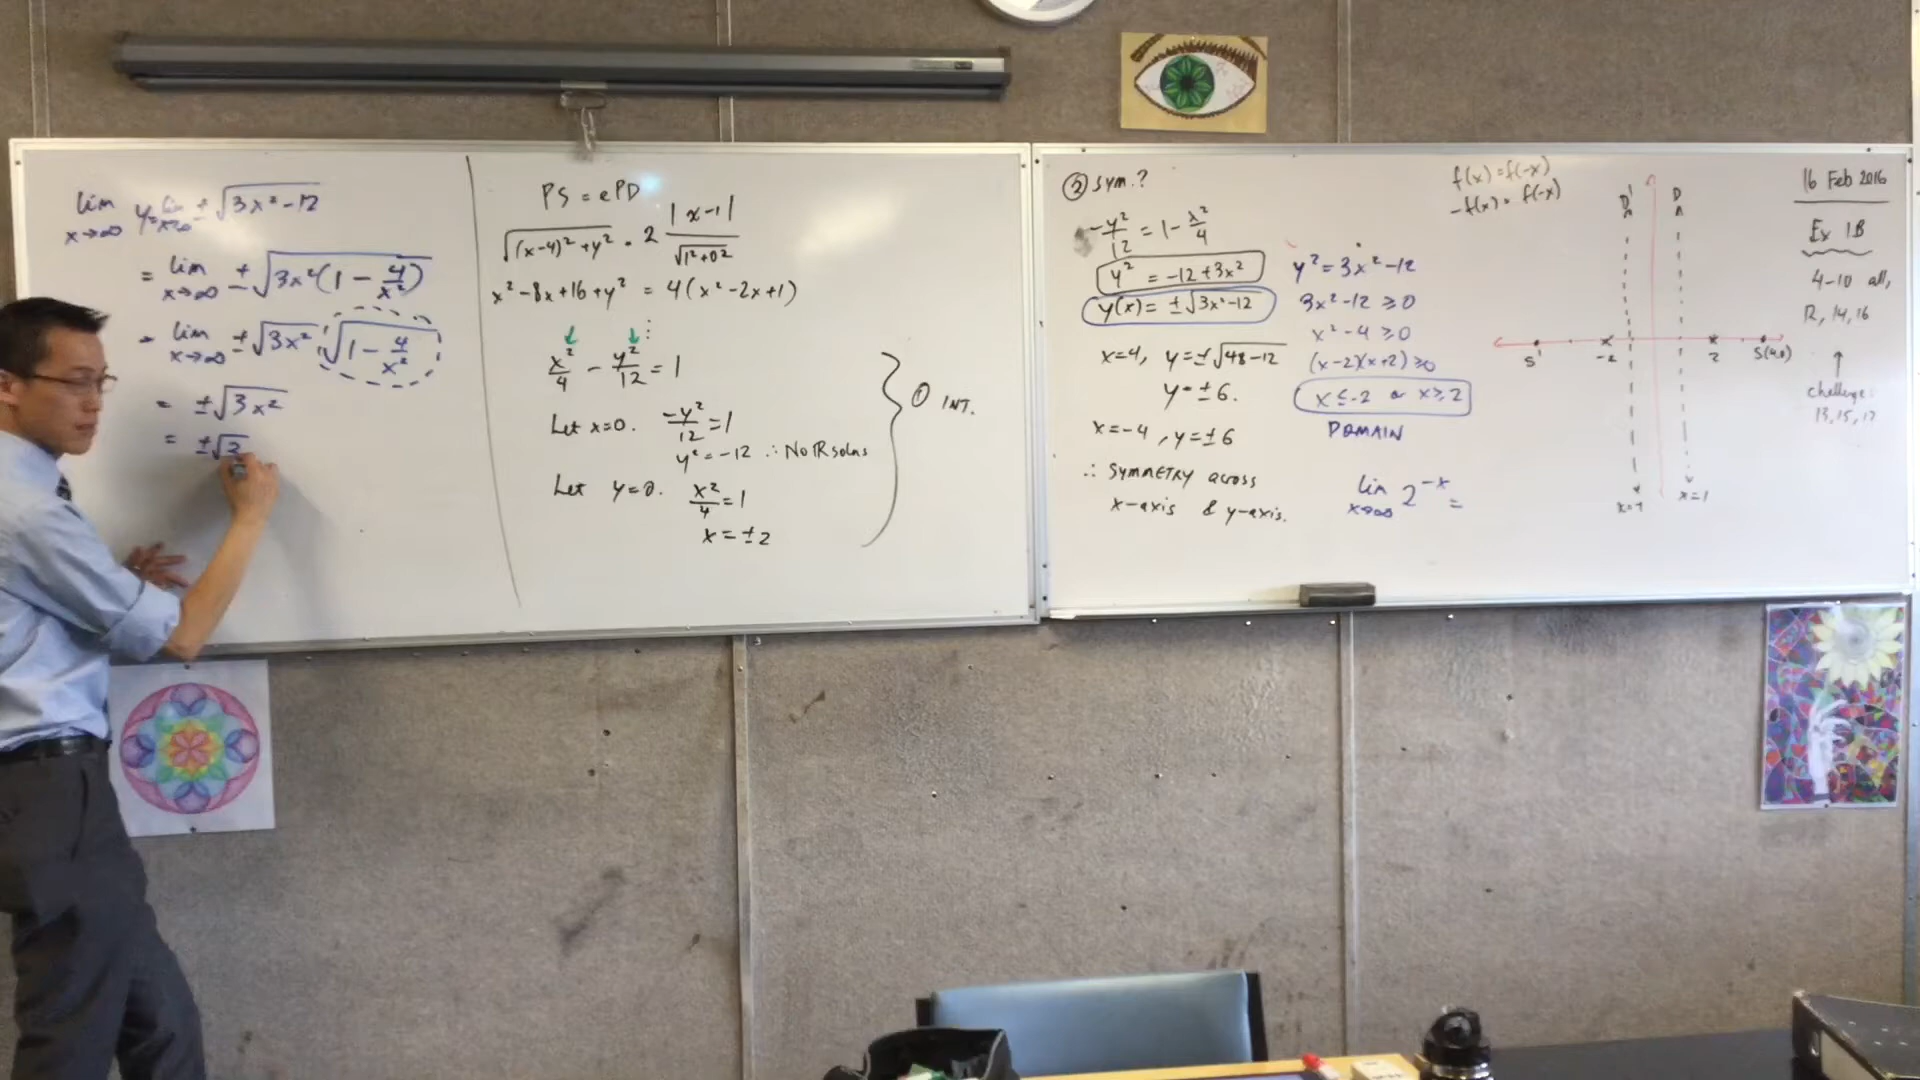 lim x→∞ y = lim x→∞ ±√3x²-12
= lim x→∞ ±√3x²(1 - 4/x²)
= lim x→∞ ±√3x² √1 - 4/x²
= ±√3x²
= ±√3
PS = ePD
√(x-4)²+y² = 2 |x-1| / √1²+0²
x²-8x+16+y² = 4(x²-2x+1)
⋮
x²/4 - y²/12 = 1
Let x=0. -y²/12 = 1
y² = -12 ∴ No ℝ solns
Let y=0. x²/4 = 1
x = ±2
① INT.
② Sym.?
-y²/12 = 1 - x²/4
y² = -12+3x²
y(x) = ±√3x²-12
x=4, y=±√48-12
y=±6.
x=-4, y=±6
∴ SYMMETRY across
x-axis & y-axis.
y²=3x²-12
3x²-12 ≥0
x²-4 ≥0
(x-2)(x+2) ≥0
x≤-2 or x≥2
DOMAIN
lim x→∞ 2^-x =
f(x) = f(-x)
-f(x) = f(-x)
D' D
S' -2 2 S(4,0)
x=-1 x=1
16 Feb 2016
Ex 1B
4-10 all,
R, 14, 16
↑
challenge:
13, 15, 17